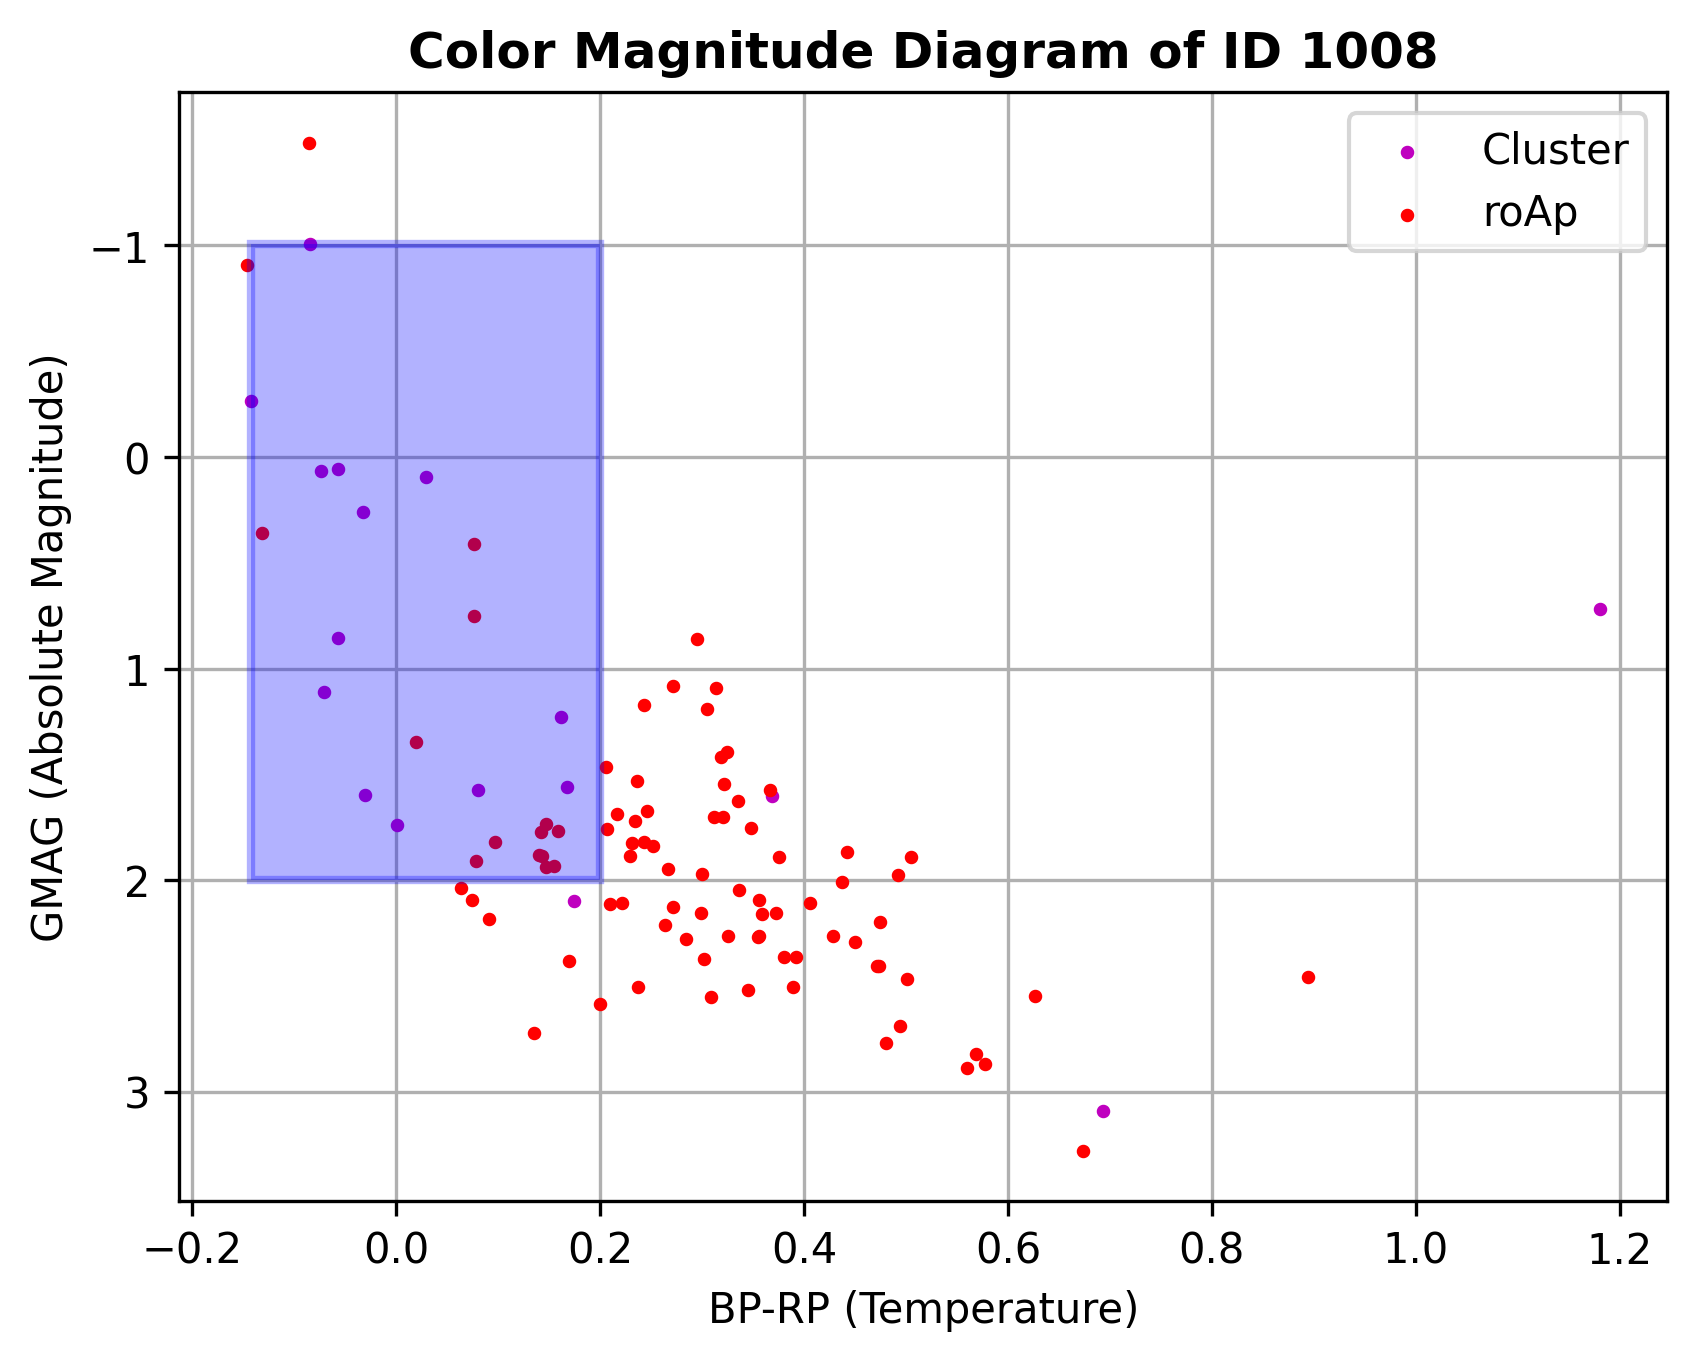 Color Magnitude Diagram of ID 1008
Cluster
roAp
−1
0
1
2
3
GMAG (Absolute Magnitude)
−0.2 0.0 0.2 0.4 0.6 0.8 1.0 1.2
BP-RP (Temperature)